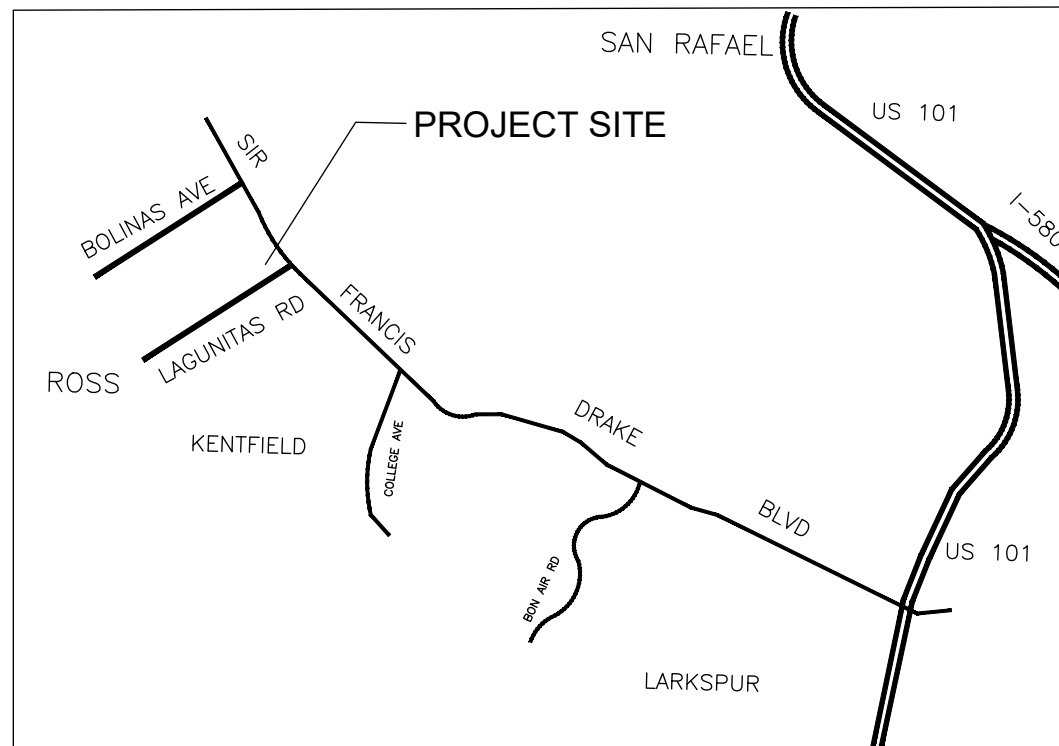 SAN RAFAEL
US 101
PROJECT SITE
SIR
BOLINAS AVE
I-580
FRANCIS
LAGUNITAS RD
ROSS
DRAKE
KENTFIELD
COLLEGE AVE
BLVD
US 101
BON AIR RD
LARKSPUR